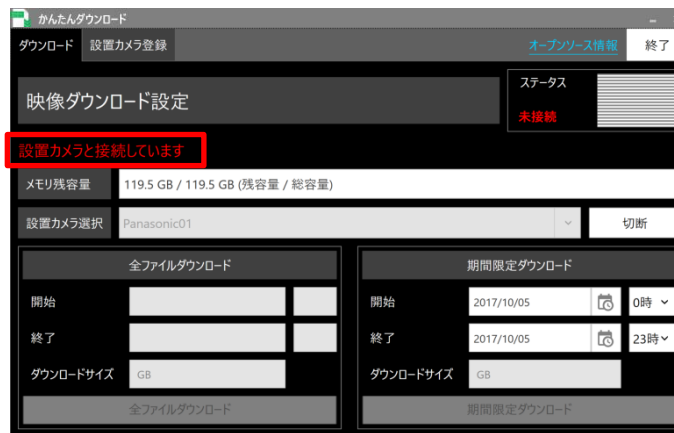 かんたんダウンロード
ダウンロード 設置カメラ登録 オープンソース情報 終了
映像ダウンロード設定
ステータス
未接続
設置カメラと接続しています
メモリ残容量 119.5 GB / 119.5 GB (残容量 / 総容量)
設置カメラ選択 Panasonic01 切断
全ファイルダウンロード 期間限定ダウンロード
開始 開始 2017/10/05 0時
終了 終了 2017/10/05 23時
ダウンロードサイズ GB ダウンロードサイズ GB
全ファイルダウンロード 期間限定ダウンロード